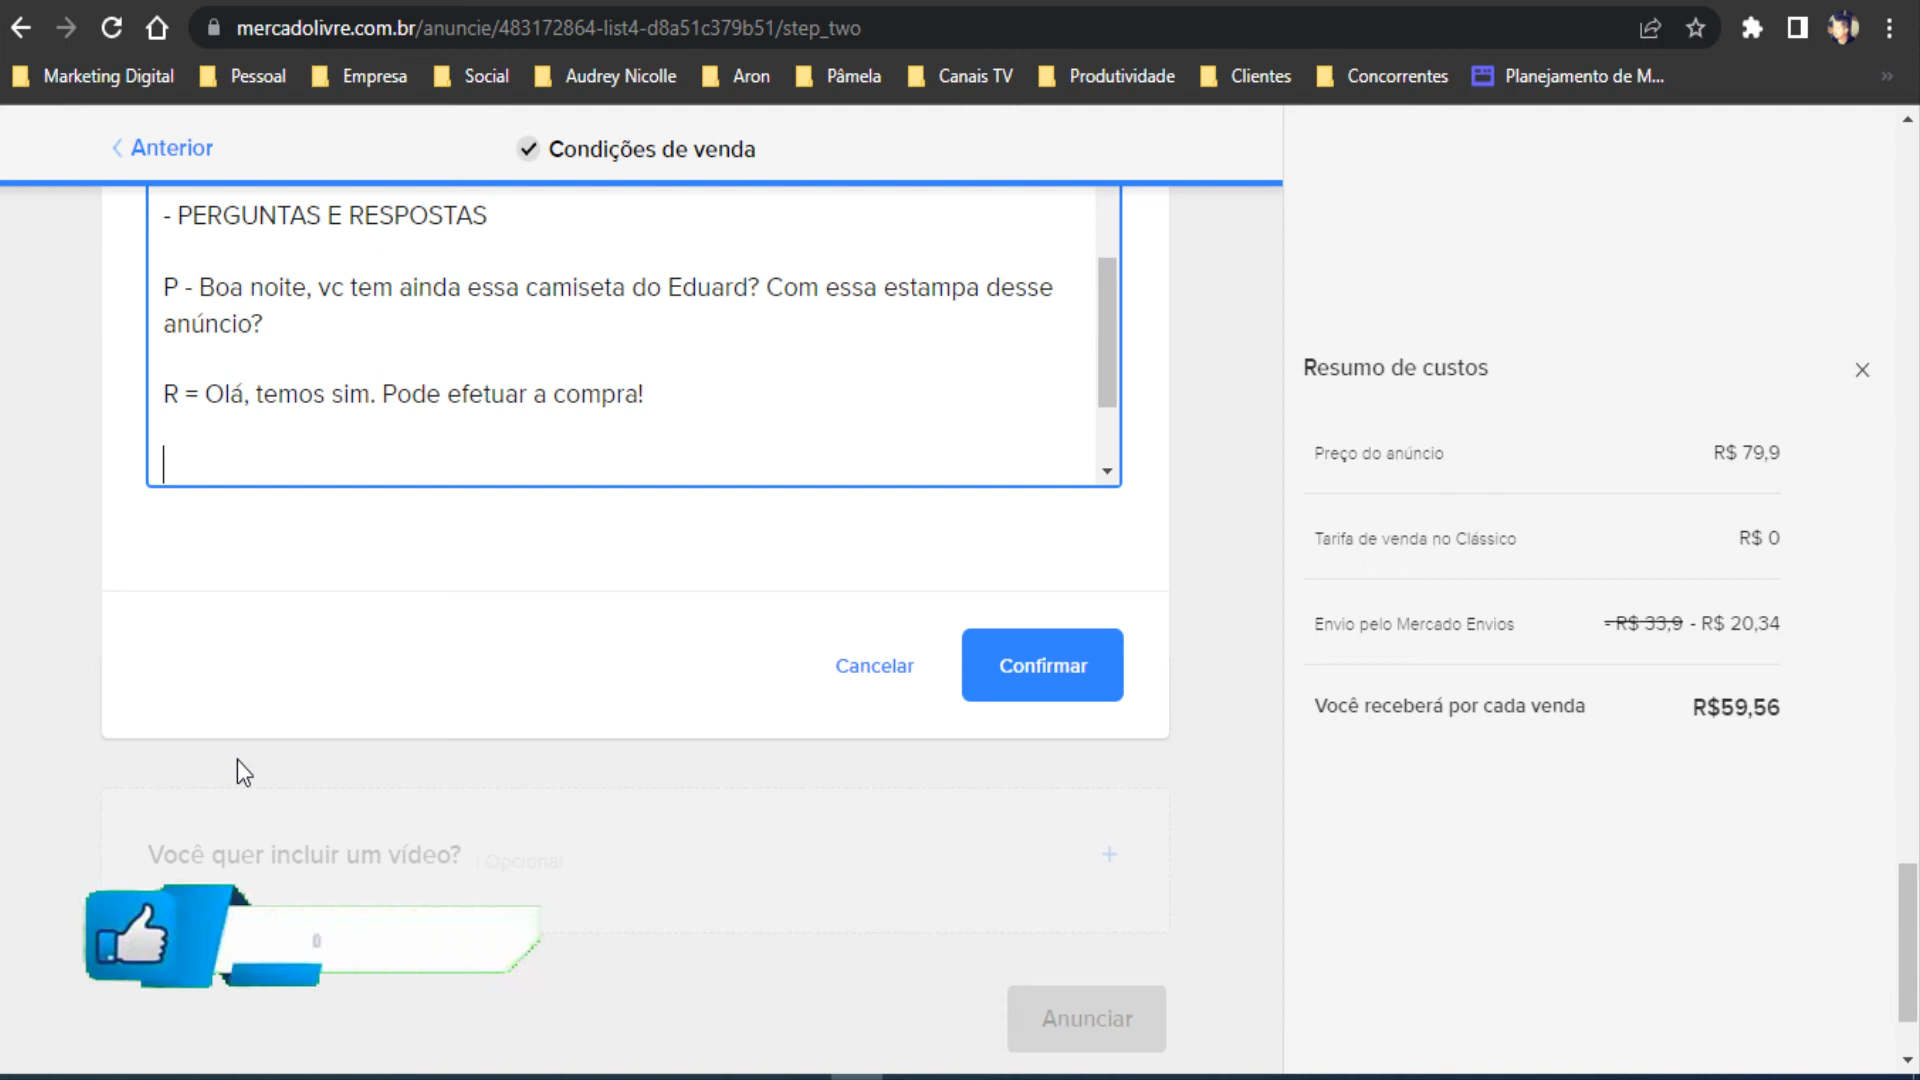 mercadolivre.com.br/anuncie/483172864-list4-d8a51c379b51/step_two
Marketing Digital
Pessoal
Empresa
Social
Audrey Nicolle
Aron
Pâmela
Canais TV
Produtividade
Clientes
Concorrentes
Planejamento de M...
Anterior
Condições de venda
- PERGUNTAS E RESPOSTAS
P - Boa noite, vc tem ainda essa camiseta do Eduard? Com essa estampa desse
anúncio?
R = Olá, temos sim. Pode efetuar a compra!
Cancelar
Confirmar
Você quer incluir um vídeo? | Opcional
0
Anunciar
Resumo de custos
Preço do anúncio
R$ 79,9
Tarifa de venda no Clássico
R$ 0
Envio pelo Mercado Envios
- R$ 33,9 - R$ 20,34
Você receberá por cada venda
R$59,56